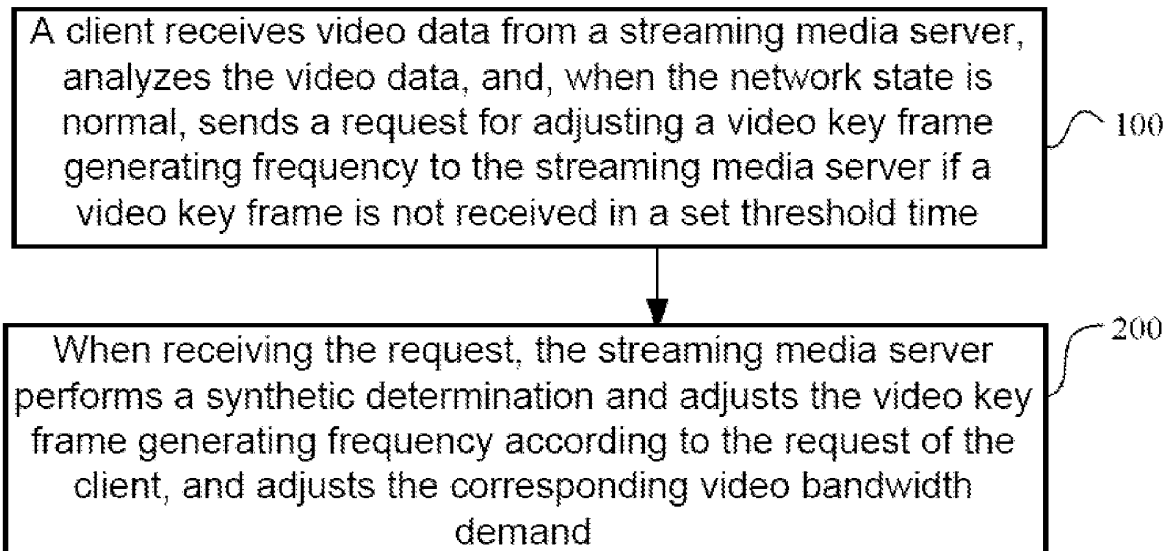 A client receives video data from a streaming media server,
analyzes the video data, and, when the network state is
normal, sends a request for adjusting a video key frame
generating frequency to the streaming media server if a
video key frame is not received in a set threshold time
100
When receiving the request, the streaming media server
performs a synthetic determination and adjusts the video key
frame generating frequency according to the request of the
client, and adjusts the corresponding video bandwidth
demand
200